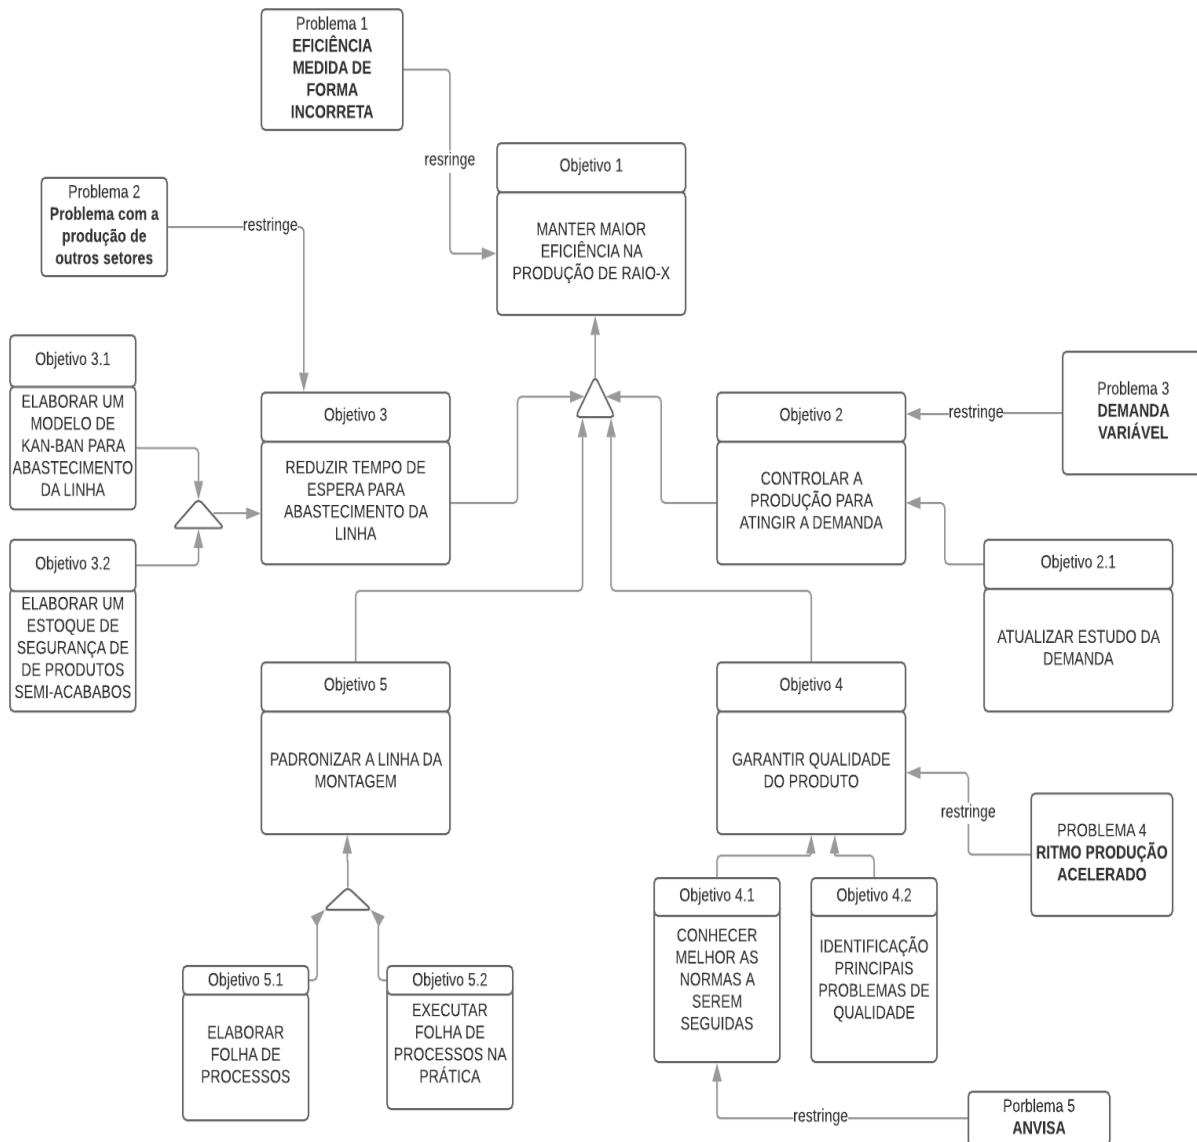 Problema 1
EFICIÊNCIA
MEDIDA DE
FORMA
INCORRETA
resringe
Objetivo 1
MANTER MAIOR
EFICIÊNCIA NA
PRODUÇÃO DE RAIO-X
Problema 2
Problema com a
produção de
outros setores
restringe
Objetivo 3.1
ELABORAR UM
MODELO DE
KAN-BAN PARA
ABASTECIMENTO
DA LINHA
Objetivo 3
REDUZIR TEMPO DE
ESPERA PARA
ABASTECIMENTO DA
LINHA
Objetivo 2
CONTROLAR A
PRODUÇÃO PARA
ATINGIR A DEMANDA
restringe
Problema 3
DEMANDA
VARIÁVEL
Objetivo 3.2
ELABORAR UM
ESTOQUE DE
SEGURANÇA DE
DE PRODUTOS
SEMI-ACABABOS
Objetivo 2.1
ATUALIZAR ESTUDO DA
DEMANDA
Objetivo 5
PADRONIZAR A LINHA DA
MONTAGEM
Objetivo 4
GARANTIR QUALIDADE
DO PRODUTO
restringe
PROBLEMA 4
RITMO PRODUÇÃO
ACELERADO
Objetivo 5.1
ELABORAR
FOLHA DE
PROCESSOS
Objetivo 5.2
EXECUTAR
FOLHA DE
PROCESSOS NA
PRÁTICA
Objetivo 4.1
CONHECER
MELHOR AS
NORMAS A
SEREM
SEGUIDAS
Objetivo 4.2
IDENTIFICAÇÃO
PRINCIPAIS
PROBLEMAS DE
QUALIDADE
restringe
Porblema 5
ANVISA